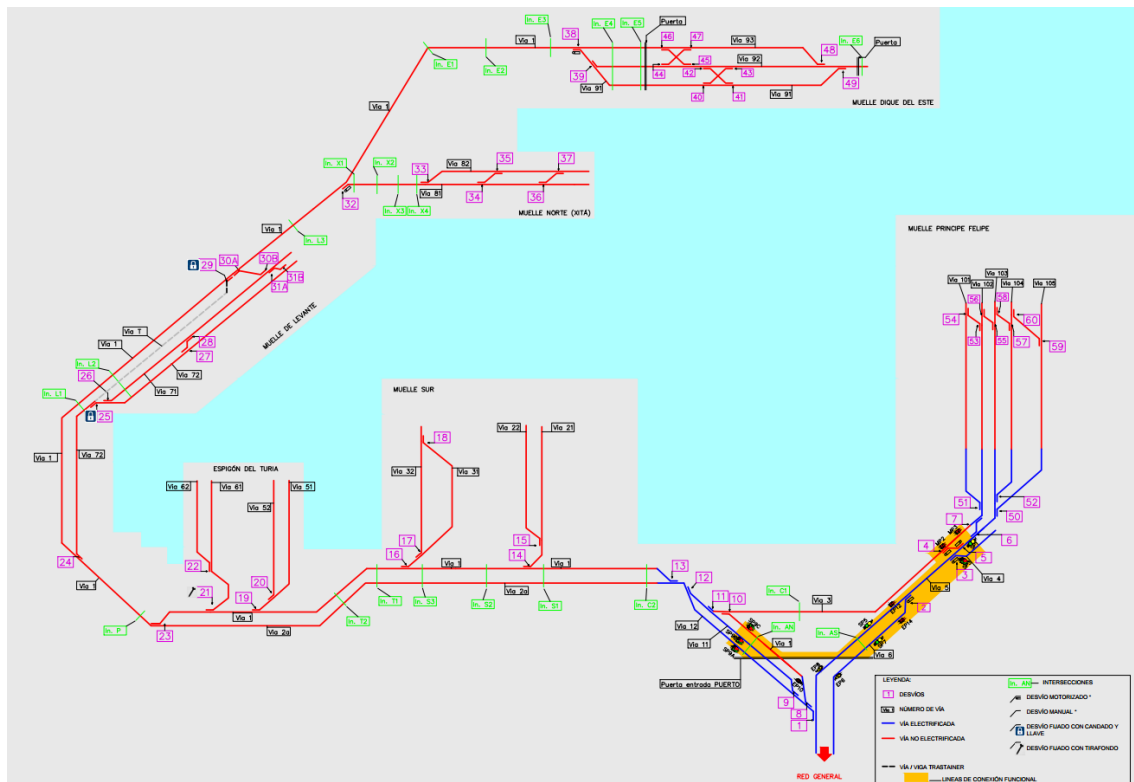 In. E3
38
In. E4
In. E5
Puerta
46
47
Vía 93
48
In. E6
Puerta
Vía 1
In. E1
In. E2
39
44
45
42
43
Vía 92
49
Vía 91
40
41
Vía 91
MUELLE DIQUE DEL ESTE
Vía 1
In. X1
In. X2
33
Vía 82
35
37
32
Vía 81
34
36
In. X3
In. X4
MUELLE NORTE (XITÁ)
Vía 1
In. L3
MUELLE PRINCIPE FELIPE
29
30A
30B
31A
31B
Vía 101
Vía 102
Vía 103
Vía 104
Vía 105
56
58
54
53
55
57
60
59
Vía T
Vía 1
MUELLE DE LEVANTE
28
27
Vía 72
Vía 71
In. L2
26
In. L1
25
MUELLE SUR
Vía 1
Vía 72
ESPIGÓN DEL TURIA
Vía 62
Vía 61
Vía 52
Vía 51
18
Vía 32
Vía 31
Vía 22
Vía 21
51
52
50
7
6
4
MP2
5
3
Vía 4
24
22
21
20
19
16
17
15
14
Vía 1
Vía 1
Vía 1
Vía 1
Vía 2a
Vía 2a
23
In. P
In. T2
In. T1
In. S3
In. S2
In. S1
In. C2
13
12
11
10
In. C1
Vía 3
Vía 5
2
Vía 12
Vía 11
In. AN
Vía 1
In. AS
Vía 6
EP14
Puerta entrada PUERTO
9
8
1
RED GENERAL
LEYENDA:
1 DESVÍOS
Vía 1 NÚMERO DE VÍA
VÍA ELECTRIFICADA
VÍA NO ELECTRIFICADA
VÍA / VIGA TRASTAINER
LINEAS DE CONEXIÓN FUNCIONAL
In. AN INTERSECCIONES
DESVÍO MOTORIZADO *
DESVÍO MANUAL *
DESVÍO FIJADO CON CANDADO Y
LLAVE
DESVÍO FIJADO CON TIRAFONDO